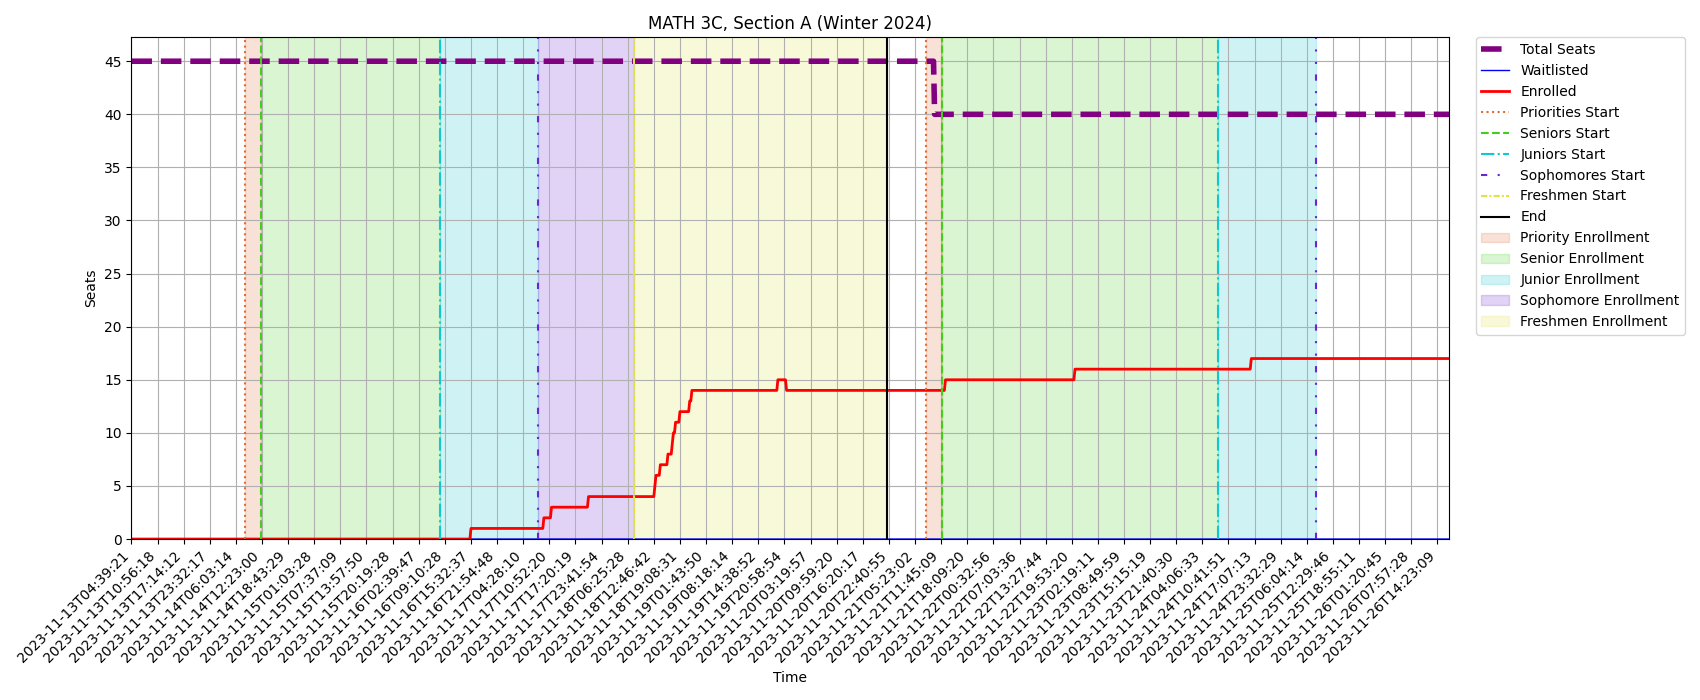 MATH 3C, Section A (Winter 2024)
Seats
45
40
35
30
25
20
15
10
5
0
2023-11-13T04:39:21
2023-11-13T10:56:18
2023-11-13T17:14:12
2023-11-13T23:32:17
2023-11-14T06:03:14
2023-11-14T12:23:00
2023-11-14T18:43:29
2023-11-15T01:03:28
2023-11-15T07:37:09
2023-11-15T13:57:50
2023-11-15T20:19:28
2023-11-16T02:39:47
2023-11-16T09:10:28
2023-11-16T15:32:37
2023-11-16T21:54:48
2023-11-17T04:28:10
2023-11-17T10:52:20
2023-11-17T17:20:19
2023-11-17T23:41:54
2023-11-18T06:25:28
2023-11-18T12:46:42
2023-11-18T19:08:31
2023-11-19T01:43:50
2023-11-19T08:18:14
2023-11-19T14:38:52
2023-11-19T20:58:54
2023-11-20T03:19:57
2023-11-20T09:59:20
2023-11-20T16:20:17
2023-11-20T22:40:55
2023-11-21T05:23:02
2023-11-21T11:45:09
2023-11-21T18:09:20
2023-11-22T00:32:56
2023-11-22T07:03:36
2023-11-22T13:27:44
2023-11-22T19:53:20
2023-11-23T02:19:11
2023-11-23T08:49:59
2023-11-23T15:15:19
2023-11-23T21:40:30
2023-11-24T04:06:33
2023-11-24T10:41:51
2023-11-24T17:07:13
2023-11-24T23:32:29
2023-11-25T06:04:14
2023-11-25T12:29:46
2023-11-25T18:55:11
2023-11-26T01:20:45
2023-11-26T07:57:28
2023-11-26T14:23:09
Time
Total Seats
Waitlisted
Enrolled
Priorities Start
Seniors Start
Juniors Start
Sophomores Start
Freshmen Start
End
Priority Enrollment
Senior Enrollment
Junior Enrollment
Sophomore Enrollment
Freshmen Enrollment